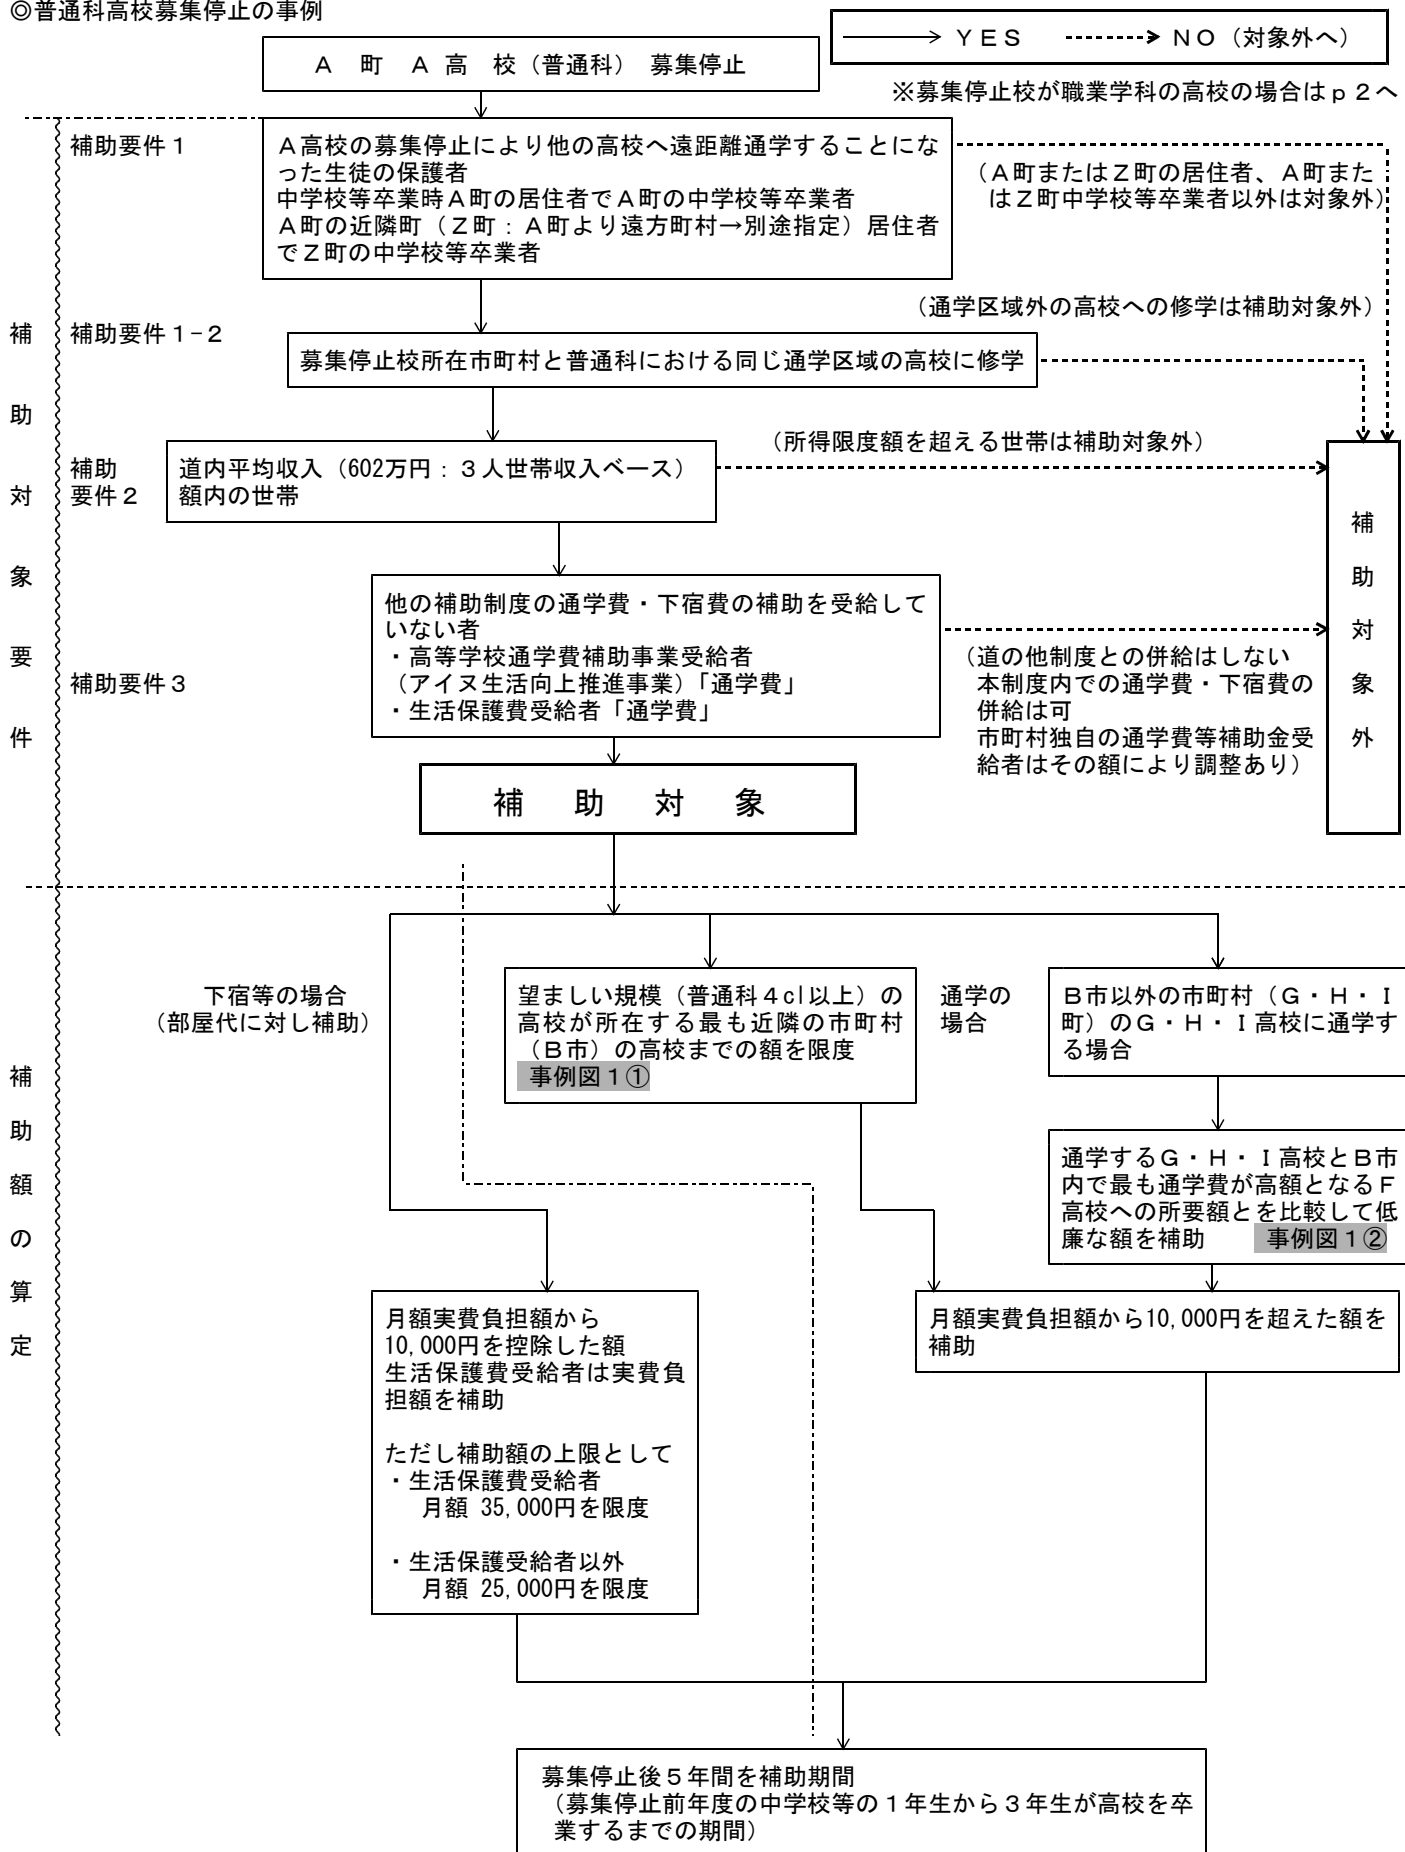 ◎普通科高校募集停止の事例
───→ＹＥＳ ------→ＮＯ（対象外へ）
Ａ 町 Ａ 高 校（普通科） 募集停止
※募集停止校が職業学科の高校の場合はｐ２へ
補助要件１
Ａ高校の募集停止により他の高校へ遠距離通学することにな
った生徒の保護者
中学校等卒業時Ａ町の居住者でＡ町の中学校等卒業者
Ａ町の近隣町（Ｚ町：Ａ町より遠方町村→別途指定）居住者
でＺ町の中学校等卒業者
（Ａ町またはＺ町の居住者、Ａ町また
はＺ町中学校等卒業者以外は対象外）
（通学区域外の高校への修学は補助対象外）
補助要件１－２
募集停止校所在市町村と普通科における同じ通学区域の高校に修学
補助対象要件
（所得限度額を超える世帯は補助対象外）
補助
要件２
道内平均収入（602万円：３人世帯収入ベース）
額内の世帯
補助対象外
補助要件３
他の補助制度の通学費・下宿費の補助を受給して
いない者
・高等学校通学費補助事業受給者
（アイヌ生活向上推進事業）「通学費」
・生活保護費受給者「通学費」
（道の他制度との併給はしない
本制度内での通学費・下宿費の
併給は可
市町村独自の通学費等補助金受
給者はその額により調整あり）
補 助 対 象
補助額の算定
下宿等の場合
（部屋代に対し補助）
望ましい規模（普通科４cl以上）の
高校が所在する最も近隣の市町村
（Ｂ市）の高校までの額を限度
事例図１①
通学の
場合
Ｂ市以外の市町村（Ｇ・Ｈ・Ｉ
町）のＧ・Ｈ・Ｉ高校に通学す
る場合
通学するＧ・Ｈ・Ｉ高校とＢ市
内で最も通学費が高額となるＦ
高校への所要額とを比較して低
廉な額を補助 事例図１②
月額実費負担額から
10,000円を控除した額
生活保護費受給者は実費負
担額を補助
ただし補助額の上限として
・生活保護費受給者
月額 35,000円を限度
・生活保護受給者以外
月額 25,000円を限度
月額実費負担額から10,000円を超えた額を
補助
募集停止後５年間を補助期間
（募集停止前年度の中学校等の１年生から３年生が高校を卒
業するまでの期間）